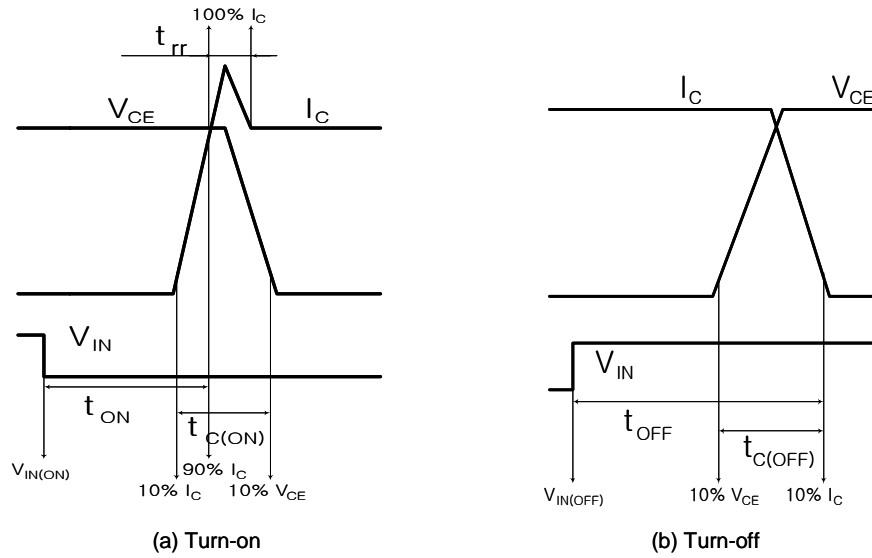 100% I_C
t_rr
V_CE I_C
V_IN
t_ON
t_C(ON)
V_IN(ON)
90% I_C
10% I_C 10% V_CE
(a) Turn-on
I_C V_CE
V_IN
t_OFF
t_C(OFF)
V_IN(OFF) 10% V_CE 10% I_C
(b) Turn-off